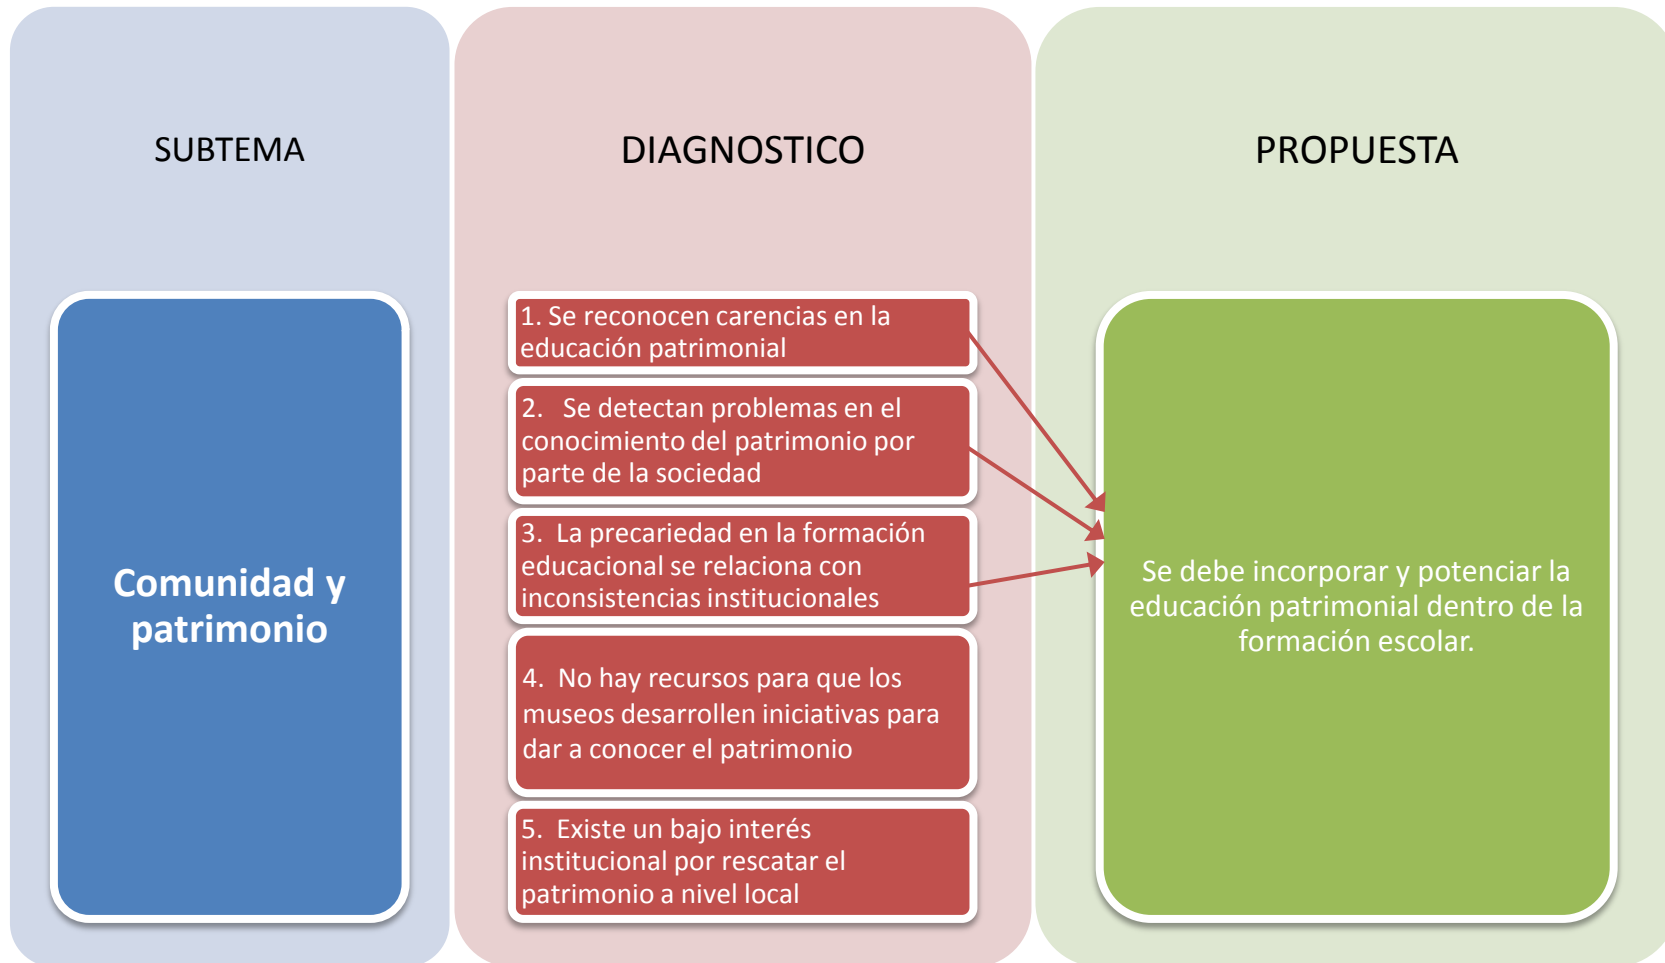 SUBTEMA
DIAGNOSTICO
PROPUESTA
Comunidad y
patrimonio
1. Se reconocen carencias en la
educación patrimonial
2. Se detectan problemas en el
conocimiento del patrimonio por
parte de la sociedad
3. La precariedad en la formación
educacional se relaciona con
inconsistencias institucionales
4. No hay recursos para que los
museos desarrollen iniciativas para
dar a conocer el patrimonio
5. Existe un bajo interés
institucional por rescatar el
patrimonio a nivel local
Se debe incorporar y potenciar la
educación patrimonial dentro de la
formación escolar.